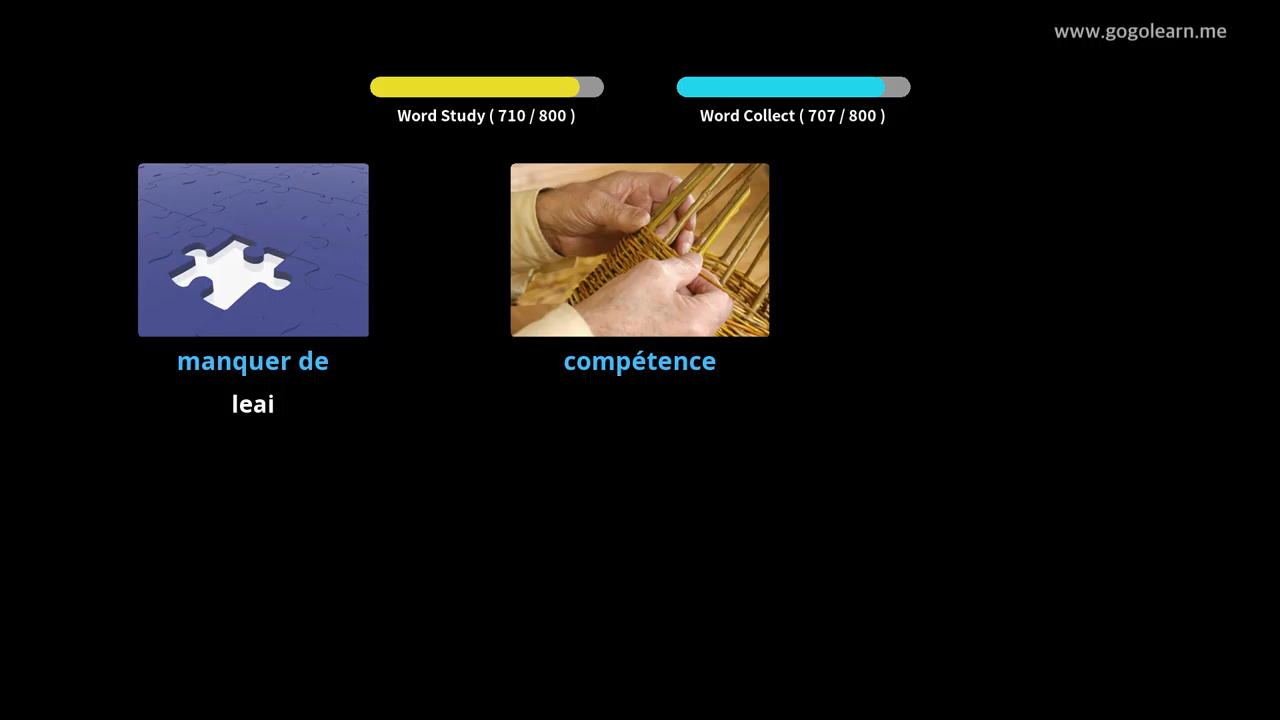 www.gogolearn.me
Word Study ( 710 / 800 )
Word Collect ( 707 / 800 )
manquer de
leai
compétence